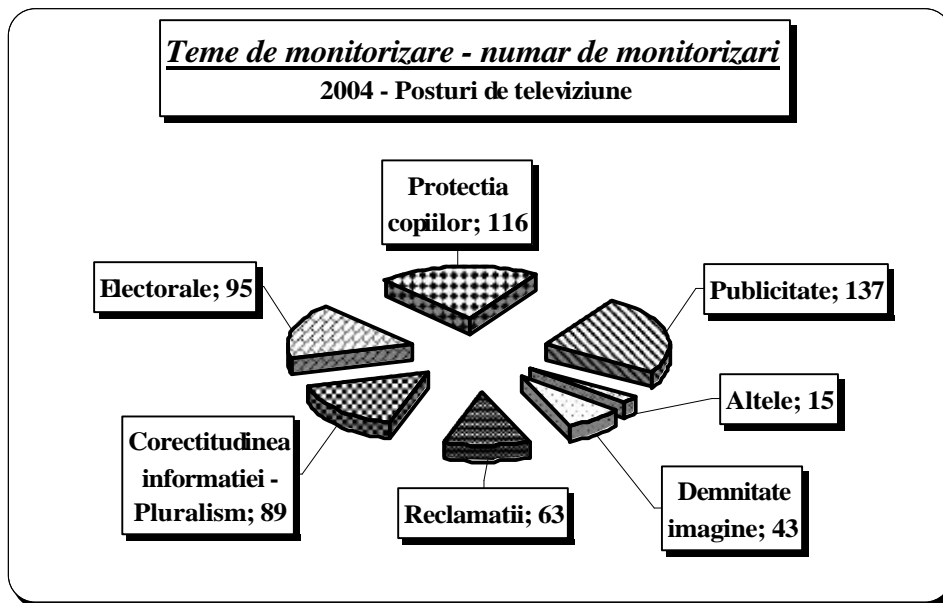 Teme de monitorizare - numar de monitorizari
2004 - Posturi de televiziune
Protectia
copiilor; 116
Electorale; 95
Publicitate; 137
Altele; 15
Corectitudinea
informatiei -
Pluralism; 89
Reclamatii; 63
Demnitate
imagine; 43